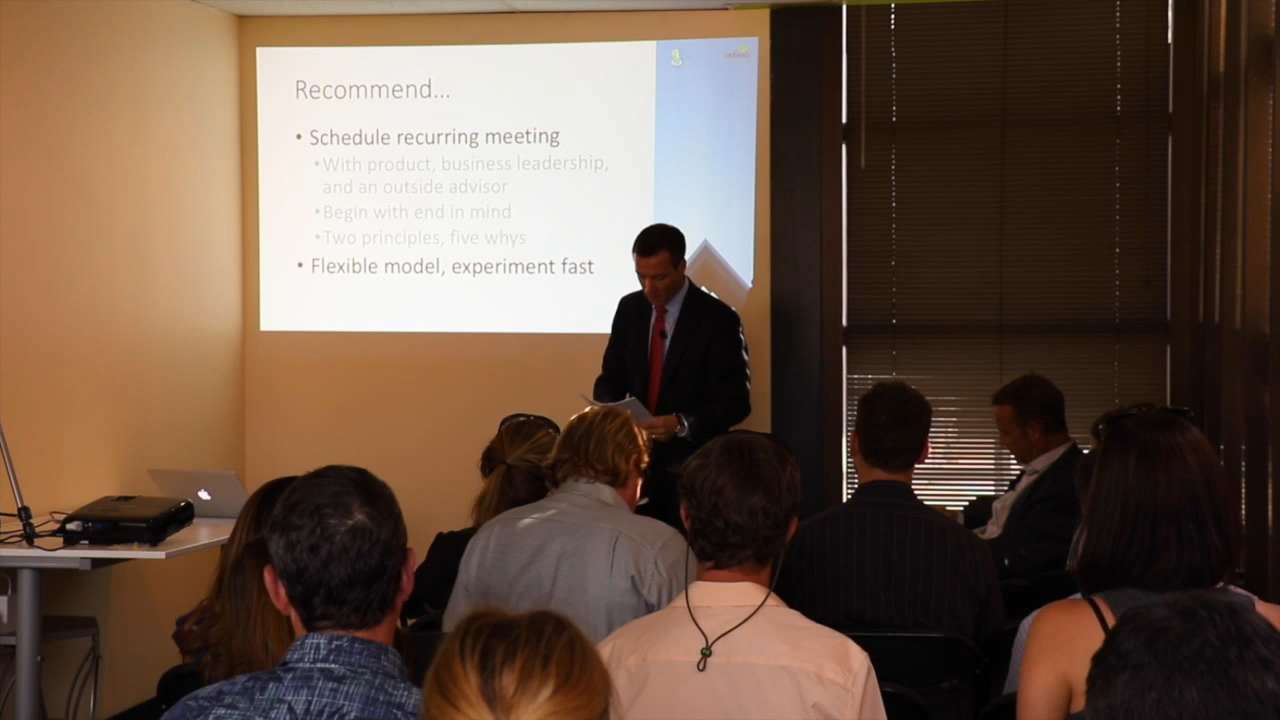 Recommend...
• Schedule recurring meeting
• With product, business leadership,
and an outside advisor
• Begin with end in mind
• Two principles, five whys
• Flexible model, experiment fast